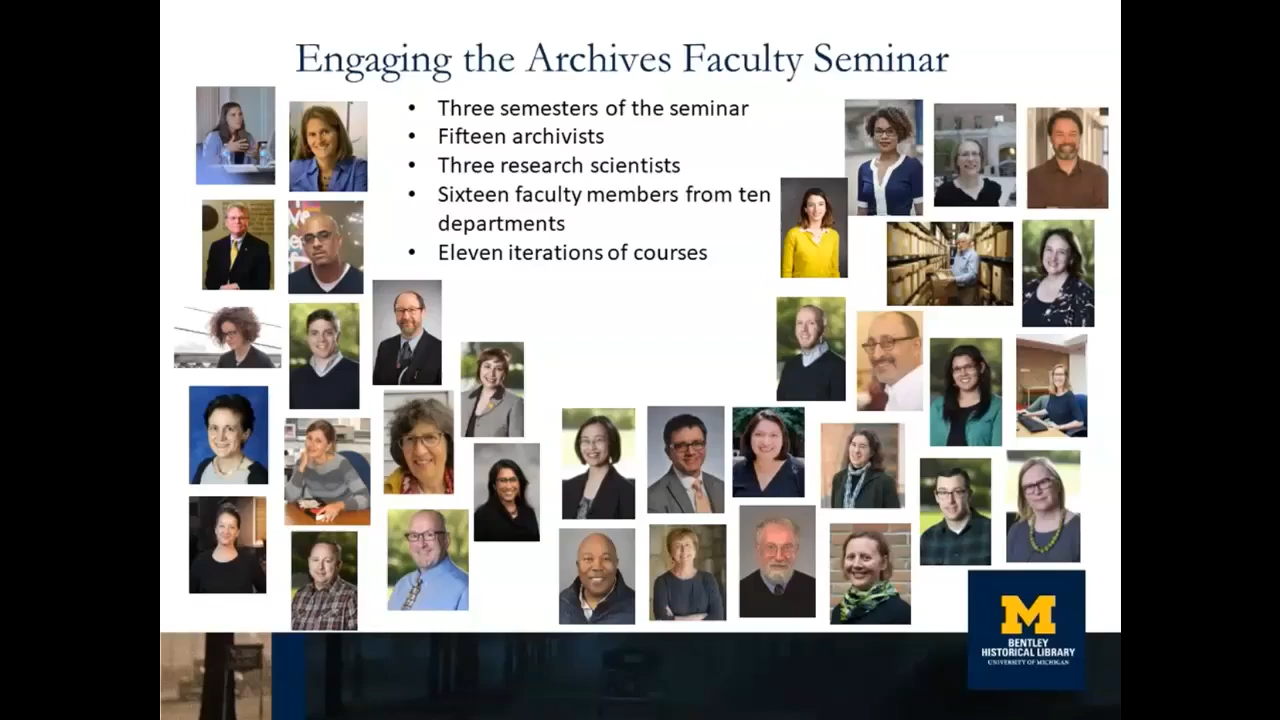 Engaging the Archives Faculty Seminar
• Three semesters of the seminar
• Fifteen archivists
• Three research scientists
• Sixteen faculty members from ten
departments
• Eleven iterations of courses
M
BENTLEY
HISTORICAL LIBRARY
UNIVERSITY OF MICHIGAN